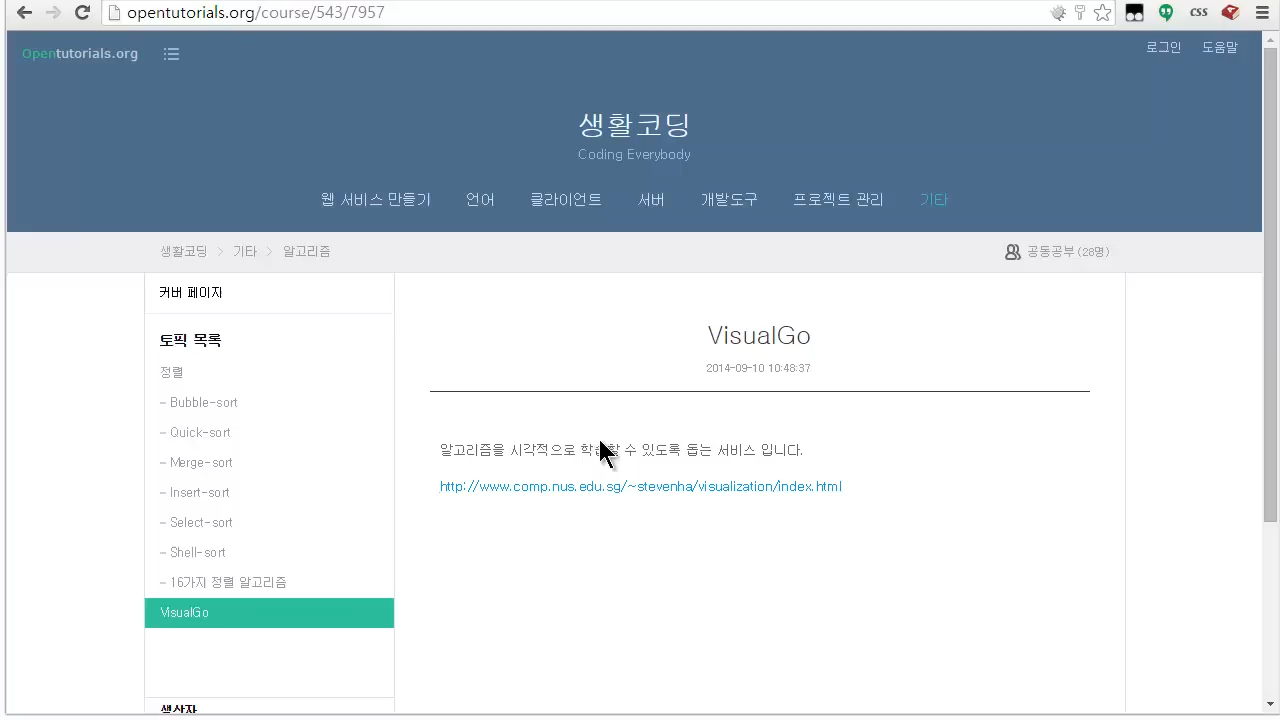 opentutorials.org/course/543/7957
css
Opentutorials.org
로그인 도움말
생활코딩
Coding Everybody
웹 서비스 만들기 언어 클라이언트 서버 개발도구 프로젝트 관리 기타
생활코딩 > 기타 > 알고리즘
공동공부 (28명)
커버 페이지
토픽 목록
정렬
- Bubble-sort
- Quick-sort
- Merge-sort
- Insert-sort
- Select-sort
- Shell-sort
- 16가지 정렬 알고리즘
VisualGo
생산자
VisualGo
2014-09-10 10:48:37
알고리즘을 시각적으로 학습할 수 있도록 돕는 서비스 입니다.
http://www.comp.nus.edu.sg/~stevenha/visualization/index.html